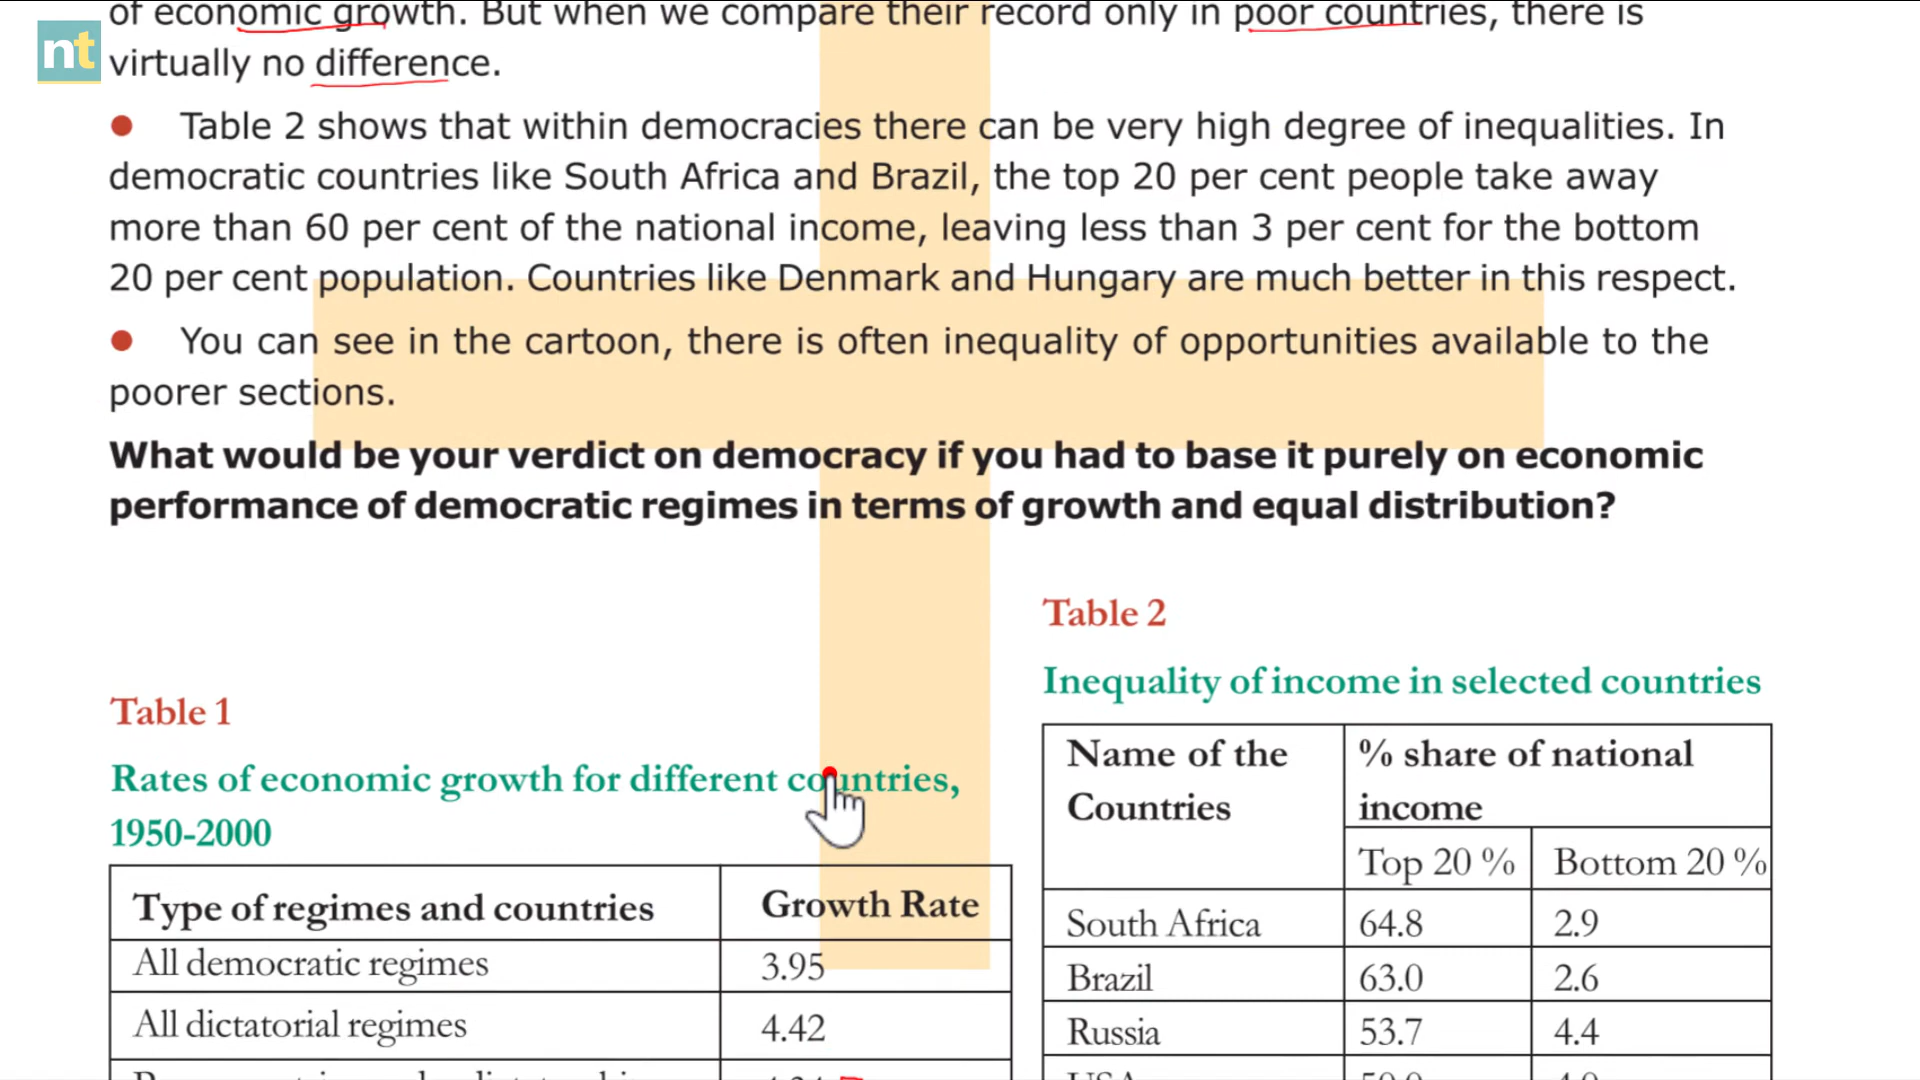 of economic growth. But when we compare their record only in poor countries, there is
nt
virtually no difference.
● Table 2 shows that within democracies there can be very high degree of inequalities. In
democratic countries like South Africa and Brazil, the top 20 per cent people take away
more than 60 per cent of the national income, leaving less than 3 per cent for the bottom
20 per cent population. Countries like Denmark and Hungary are much better in this respect.
● You can see in the cartoon, there is often inequality of opportunities available to the
poorer sections.
What would be your verdict on democracy if you had to base it purely on economic
performance of democratic regimes in terms of growth and equal distribution?
Table 1
Rates of economic growth for different countries,
1950-2000
Type of regimes and countries Growth Rate
All democratic regimes 3.95
All dictatorial regimes 4.42
Table 2
Inequality of income in selected countries
Name of the % share of national
Countries income
Top 20 % Bottom 20 %
South Africa 64.8 2.9
Brazil 63.0 2.6
Russia 53.7 4.4
USA